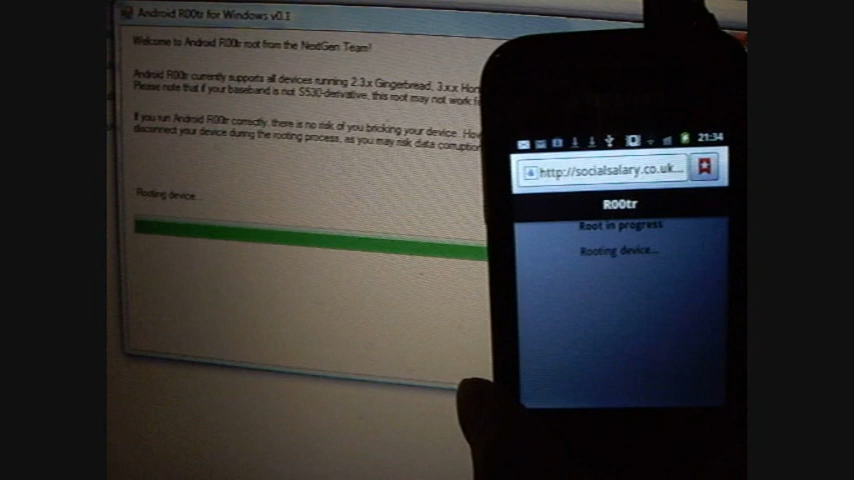 Android R00tr for Windows v0.1
Welcome to Android R00tr root from the NextGen Team!
Android R00tr currently supports all devices running 2.3.x Gingerbread, 3.x.x Hon
Please note that if your baseband is not S530-derivative, this root may not work f
If you run Android R00tr correctly, there is no risk of you bricking your device. How
disconnect your device during the rooting process, as you may risk data corruption
Rooting device...
21:34
http://socialsalary.co.uk...
R00tr
Root in progress
Rooting device...